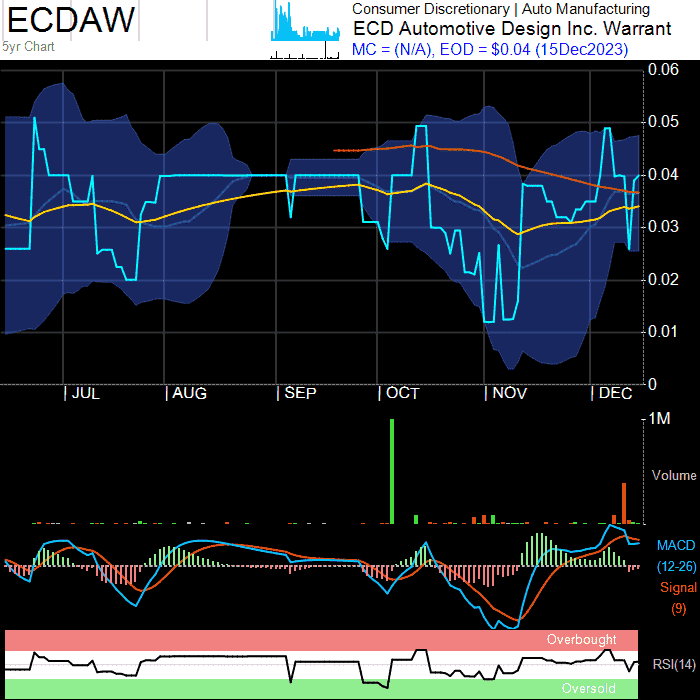 ECDAW
5yr Chart
Consumer Discretionary | Auto Manufacturing
ECD Automotive Design Inc. Warrant
MC = (N/A), EOD = $0.04 (15Dec2023)
0.06
0.05
0.04
0.03
0.02
0.01
0
| JUL | AUG | SEP | OCT | NOV | DEC
1M
Volume
MACD
(12-26)
Signal
(9)
Overbought
RSI(14)
Oversold